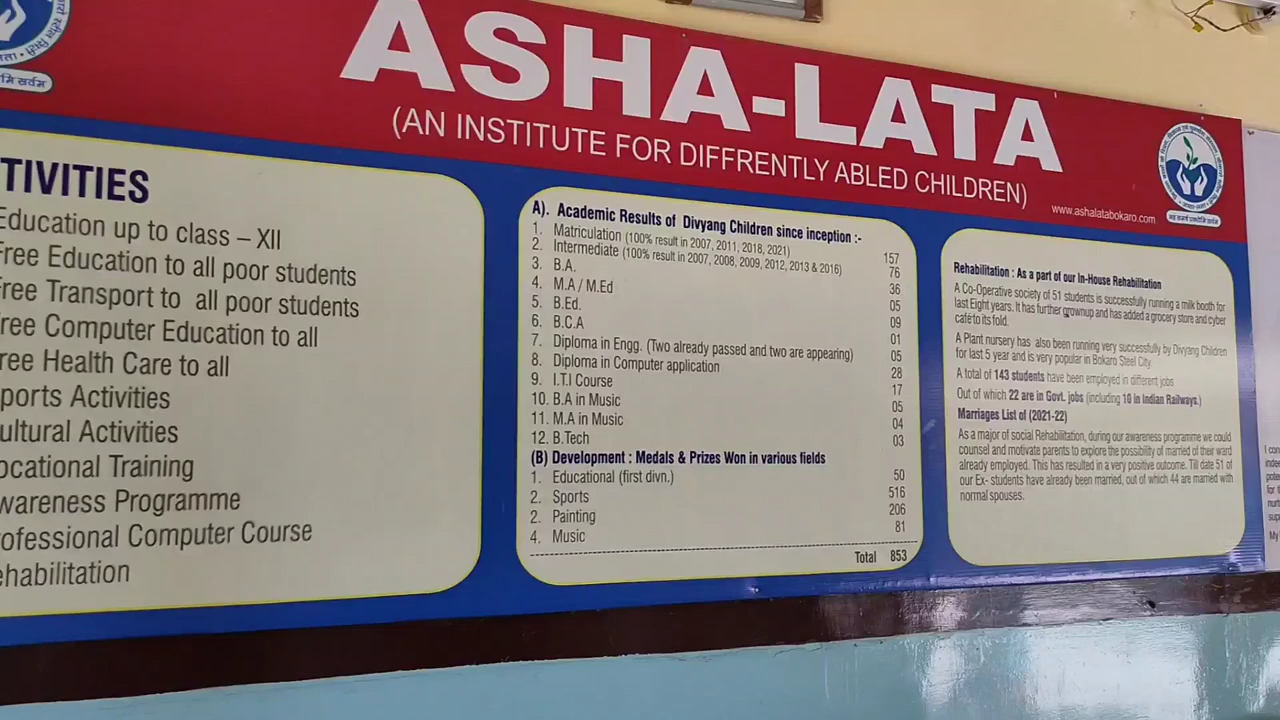 ASHA-LATA
(AN INSTITUTE FOR DIFFRENTLY ABLED CHILDREN)
www.ashalatabokaro.com
TIVITIES
Education up to class – XII
Free Education to all poor students
Free Transport to all poor students
ree Computer Education to all
ree Health Care to all
ports Activities
ultural Activities
ocational Training
wareness Programme
ofessional Computer Course
ehabilitation
A). Academic Results of Divyang Children since inception :-
1. Matriculation (100% result in 2007, 2011, 2018, 2021) 157
2. Intermediate (100% result in 2007, 2008, 2009, 2012, 2013 & 2016) 76
3. B.A. 36
4. M.A / M.Ed 05
5. B.Ed. 09
6. B.C.A 01
7. Diploma in Engg. (Two already passed and two are appearing) 05
8. Diploma in Computer application 28
9. I.T.I Course 17
10. B.A in Music 05
11. M.A in Music 04
12. B.Tech 03
(B) Development : Medals & Prizes Won in various fields
1. Educational (first divn.) 50
2. Sports 516
2. Painting 206
4. Music 81
Total 853
Rehabilitation : As a part of our In-House Rehabilitation
A Co-Operative society of 51 students is successfully running a milk booth for
last Eight years. It has further grownup and has added a grocery store and cyber
café to its fold.
A Plant nursery has also been running very successfully by Divyang Children
for last 5 year and is very popular in Bokaro Steel City.
A total of 143 students have been employed in different jobs
Out of which 22 are in Govt. jobs (including 10 in Indian Railways.)
Marriages List of (2021-22)
As a major of social Rehabilitation, during our awareness programme we could
counsel and motivate parents to explore the possibility of married of their ward
already employed. This has resulted in a very positive outcome. Till date 51 of
our Ex- students have already been married, out of which 44 are married with
normal spouses.
I con
My